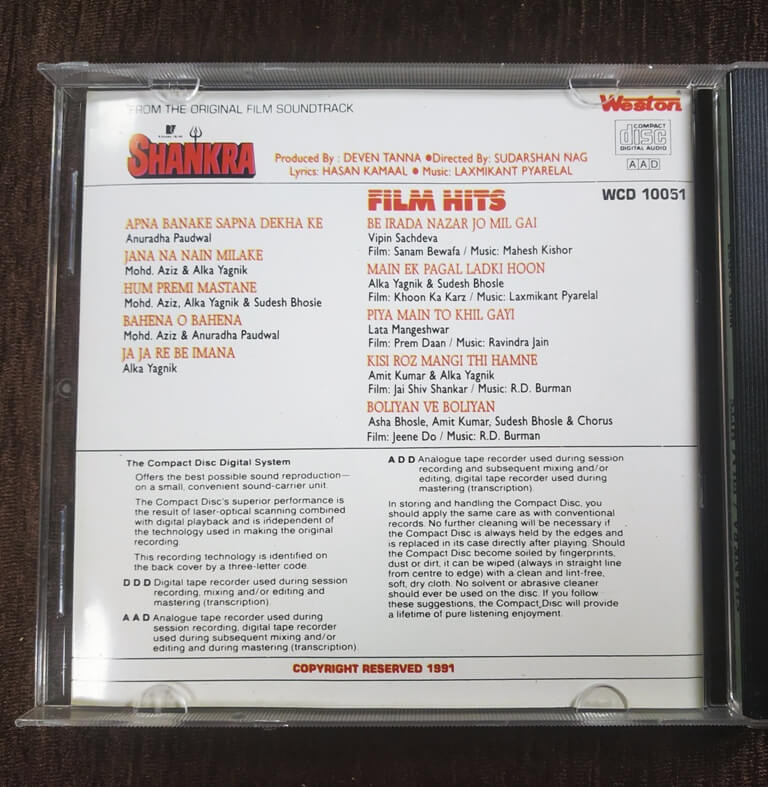 FROM THE ORIGINAL FILM SOUNDTRACK
Weston
SHANKRA
COMPACT
disc
DIGITAL AUDIO
AAD
Produced By : DEVEN TANNA ●Directed By: SUDARSHAN NAG
Lyrics: HASAN KAMAAL ● Music: LAXMIKANT PYARELAL
FILM HITS
WCD 10051
APNA BANAKE SAPNA DEKHA KE
Anuradha Paudwal
JANA NA NAIN MILAKE
Mohd. Aziz & Alka Yagnik
HUM PREMI MASTANE
Mohd. Aziz, Alka Yagnik & Sudesh Bhosie
BAHENA O BAHENA
Mohd. Aziz & Anuradha Paudwal
JA JA RE BE IMANA
Alka Yagnik
BE IRADA NAZAR JO MIL GAI
Vipin Sachdeva
Film: Sanam Bewafa / Music: Mahesh Kishor
MAIN EK PAGAL LADKI HOON
Alka Yagnik & Sudesh Bhosle
Film: Khoon Ka Karz / Music: Laxmikant Pyarelal
PIYA MAIN TO KHIL GAYI
Lata Mangeshwar
Film: Prem Daan / Music: Ravindra Jain
KISI ROZ MANGI THI HAMNE
Amit Kumar & Alka Yagnik
Film: Jai Shiv Shankar / Music: R.D. Burman
BOLIYAN VE BOLIYAN
Asha Bhosle, Amit Kumar, Sudesh Bhosle & Chorus
Film: Jeene Do / Music: R.D. Burman
The Compact Disc Digital System
Offers the best possible sound reproduction—
on a small, convenient sound-carrier unit.
The Compact Disc's superior performance is
the result of laser-optical scanning combined
with digital playback and is independent of
the technology used in making the original
recording.
This recording technology is identified on
the back cover by a three-letter code.
D D D Digital tape recorder used during session
recording, mixing and/or editing and
mastering (transcription).
A A D Analogue tape recorder used during
session recording, digital tape recorder
used during subsequent mixing and/or
editing and during mastering (transcription).
A D D Analogue tape recorder used during session
recording and subsequent mixing and/or
editing, digital tape recorder used during
mastering (transcription).
In storing and handling the Compact Disc, you
should apply the same care as with conventional
records. No further cleaning will be necessary if
the Compact Disc is always held by the edges and
is replaced in its case directly after playing. Should
the Compact Disc become soiled by fingerprints,
dust or dirt, it can be wiped (always in straight line
from centre to edge) with a clean and lint-free,
soft, dry cloth. No solvent or abrasive cleaner
should ever be used on the disc. If you follow
these suggestions, the Compact Disc will provide
a lifetime of pure listening enjoyment.
COPYRIGHT RESERVED 1991